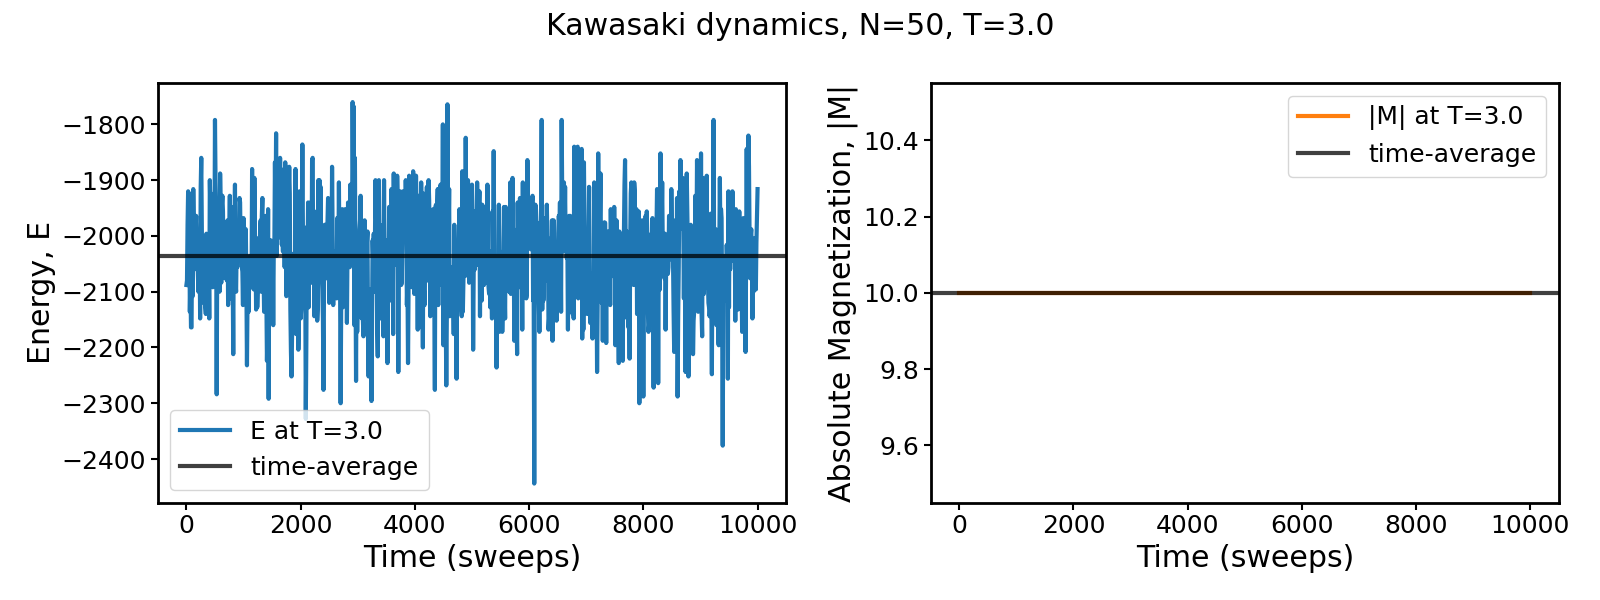 Kawasaki dynamics, N=50, T=3.0
Energy, E
−1800
−1900
−2000
−2100
−2200
−2300
−2400
E at T=3.0
time-average
0
2000
4000
6000
8000
10000
Time (sweeps)
Absolute Magnetization, |M|
10.4
10.2
10.0
9.8
9.6
|M| at T=3.0
time-average
0
2000
4000
6000
8000
10000
Time (sweeps)